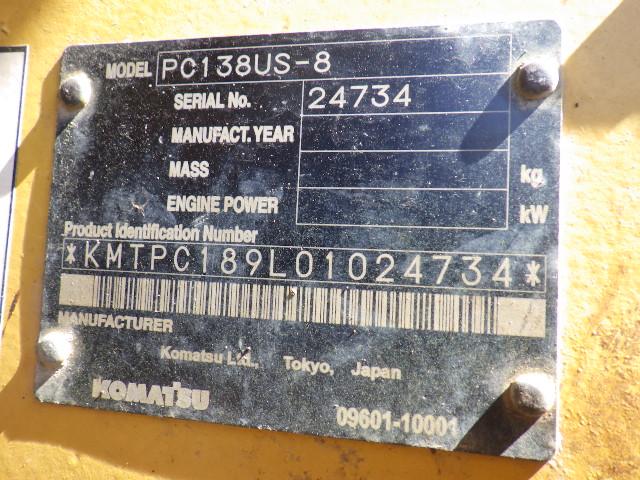 MODEL PC138US-8
SERIAL No. 24734
MANUFACT. YEAR
MASS kg
ENGINE POWER kW
Product Identification Number
*KMTPC189L01024734*
MANUFACTURER
Komatsu Ltd., Tokyo, Japan
KOMATSU
09601-10001